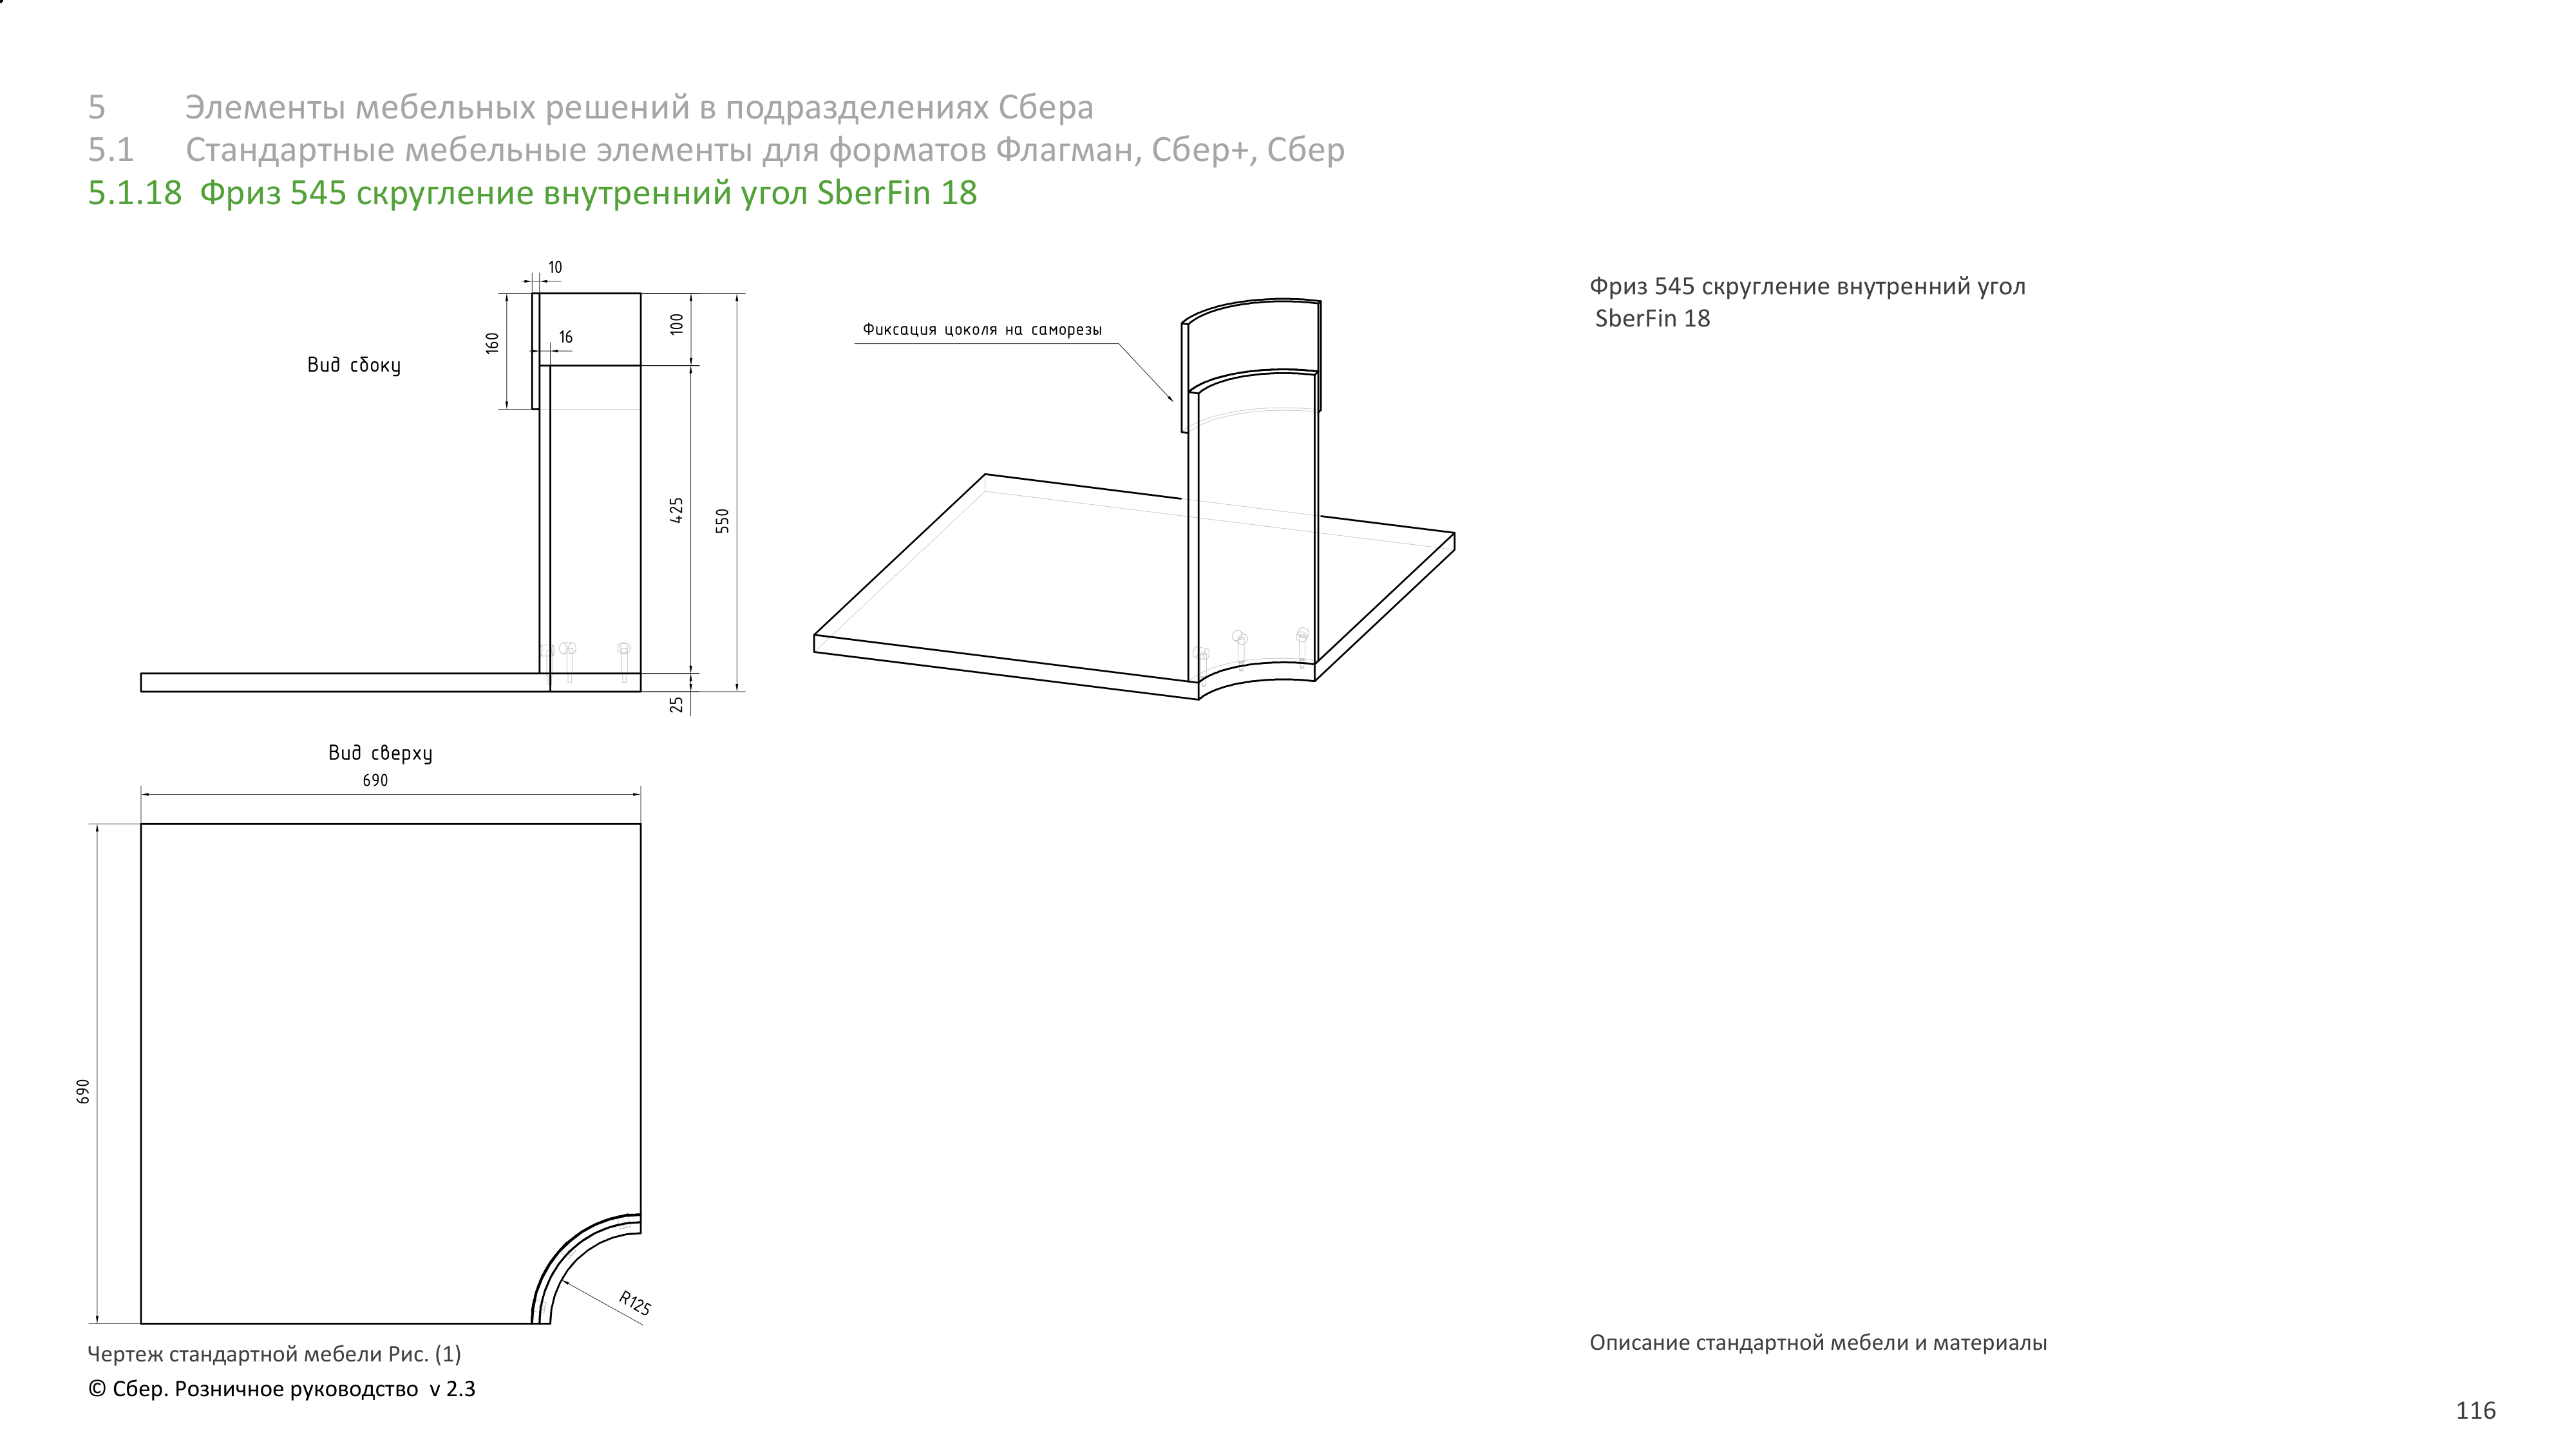 5 Элементы мебельных решений в подразделениях Сбера
5.1 Стандартные мебельные элементы для форматов Флагман, Сбер+, Сбер
5.1.18 Фриз 545 скругление внутренний угол SberFin 18
10
160
16
100
Вид сбоку
425
550
25
Фиксация цоколя на саморезы
Фриз 545 скругление внутренний угол
SberFin 18
Вид сверху
690
690
R125
Чертеж стандартной мебели Рис. (1)
Описание стандартной мебели и материалы
© Сбер. Розничное руководство v 2.3
116